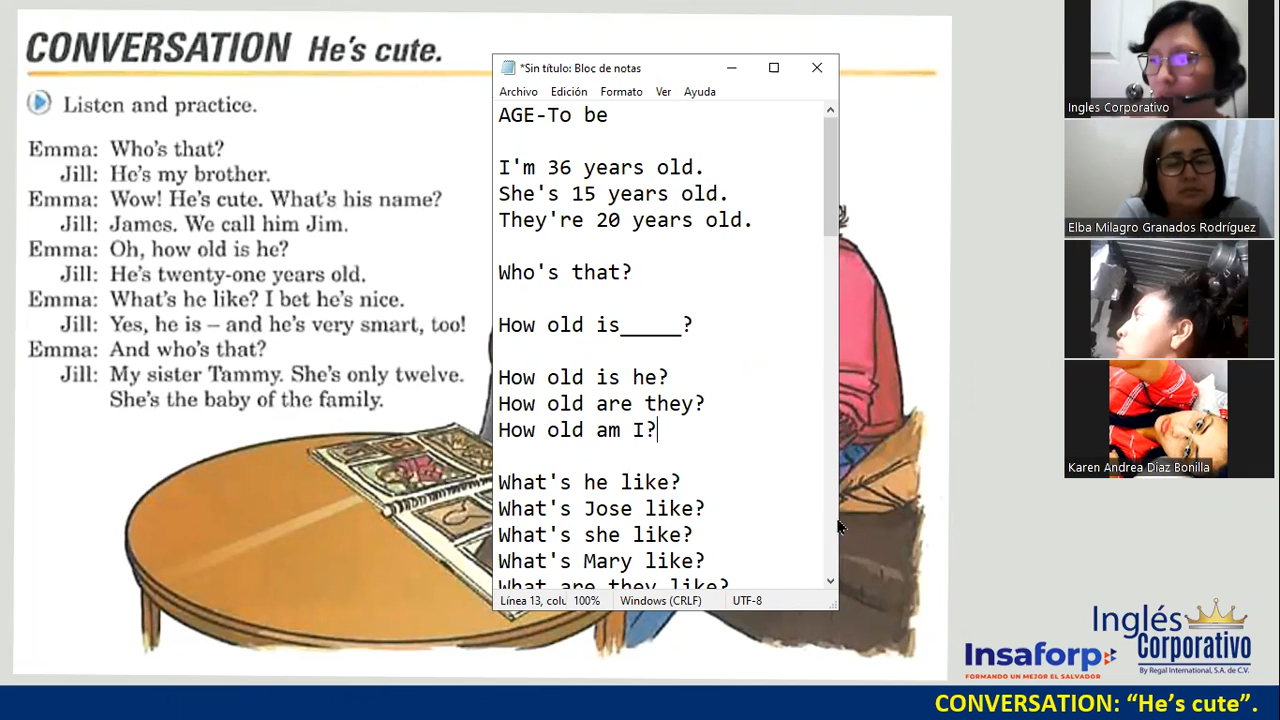 CONVERSATION He's cute.
Listen and practice.
Emma: Who's that?
Jill: He's my brother.
Emma: Wow! He's cute. What's his name?
Jill: James. We call him Jim.
Emma: Oh, how old is he?
Jill: He's twenty-one years old.
Emma: What's he like? I bet he's nice.
Jill: Yes, he is – and he's very smart, too!
Emma: And who's that?
Jill: My sister Tammy. She's only twelve.
She's the baby of the family.
*Sin título: Bloc de notas
Archivo Edición Formato Ver Ayuda
AGE-To be
I'm 36 years old.
She's 15 years old.
They're 20 years old.
Who's that?
How old is_____?
How old is he?
How old are they?
How old am I?
What's he like?
What's Jose like?
What's she like?
What's Mary like?
What are they like?
Línea 13, colu 100% Windows (CRLF) UTF-8
Ingles Corporativo
Elba Milagro Granados Rodríguez
Karen Andrea Diaz Bonilla
Insaforp
FORMANDO UN MEJOR EL SALVADOR
Inglés
Corporativo
By Regal International, S.A. de C.V.
CONVERSATION: “He's cute”.